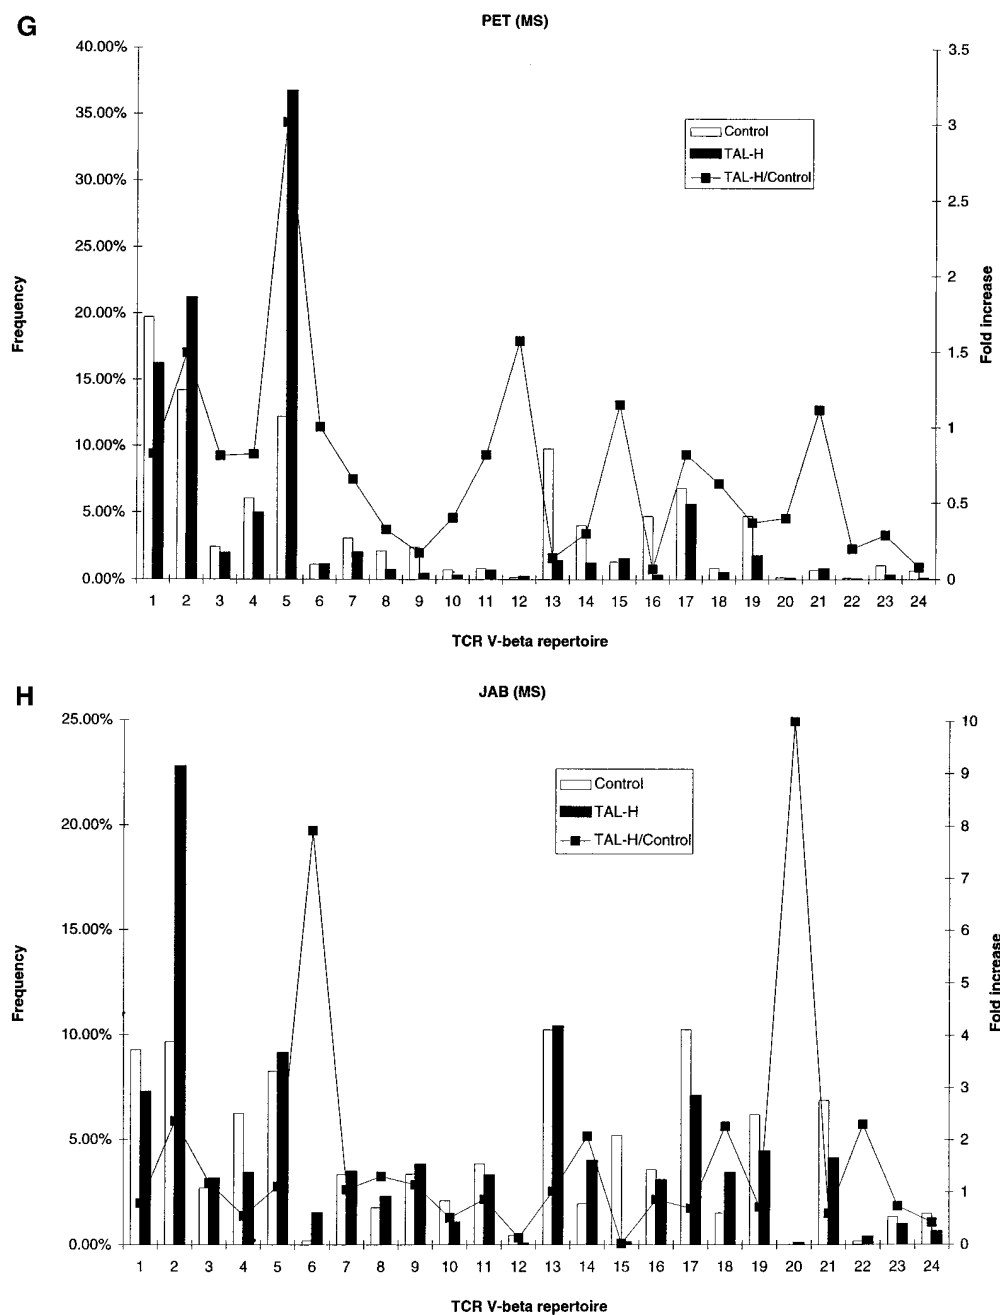 G
PET (MS)
40.00%
35.00%
30.00%
25.00%
20.00%
15.00%
10.00%
5.00%
0.00%
Frequency
3.5
3
2.5
2
1.5
1
0.5
0
Fold increase
Control
TAL-H
TAL-H/Control
1 2 3 4 5 6 7 8 9 10 11 12 13 14 15 16 17 18 19 20 21 22 23 24
TCR V-beta repertoire
H
JAB (MS)
25.00%
20.00%
15.00%
10.00%
5.00%
0.00%
Frequency
10
9
8
7
6
5
4
3
2
1
0
Fold increase
Control
TAL-H
TAL-H/Control
1 2 3 4 5 6 7 8 9 10 11 12 13 14 15 16 17 18 19 20 21 22 23 24
TCR V-beta repertoire